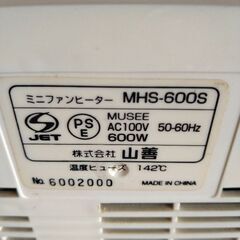 ミニファンヒーター MHS-600S
S JET
PS E
MUSEE
AC100V 50-60Hz
600W
株式会社 山善
温度ヒューズ 142℃
No. 6002000 MADE IN CHINA